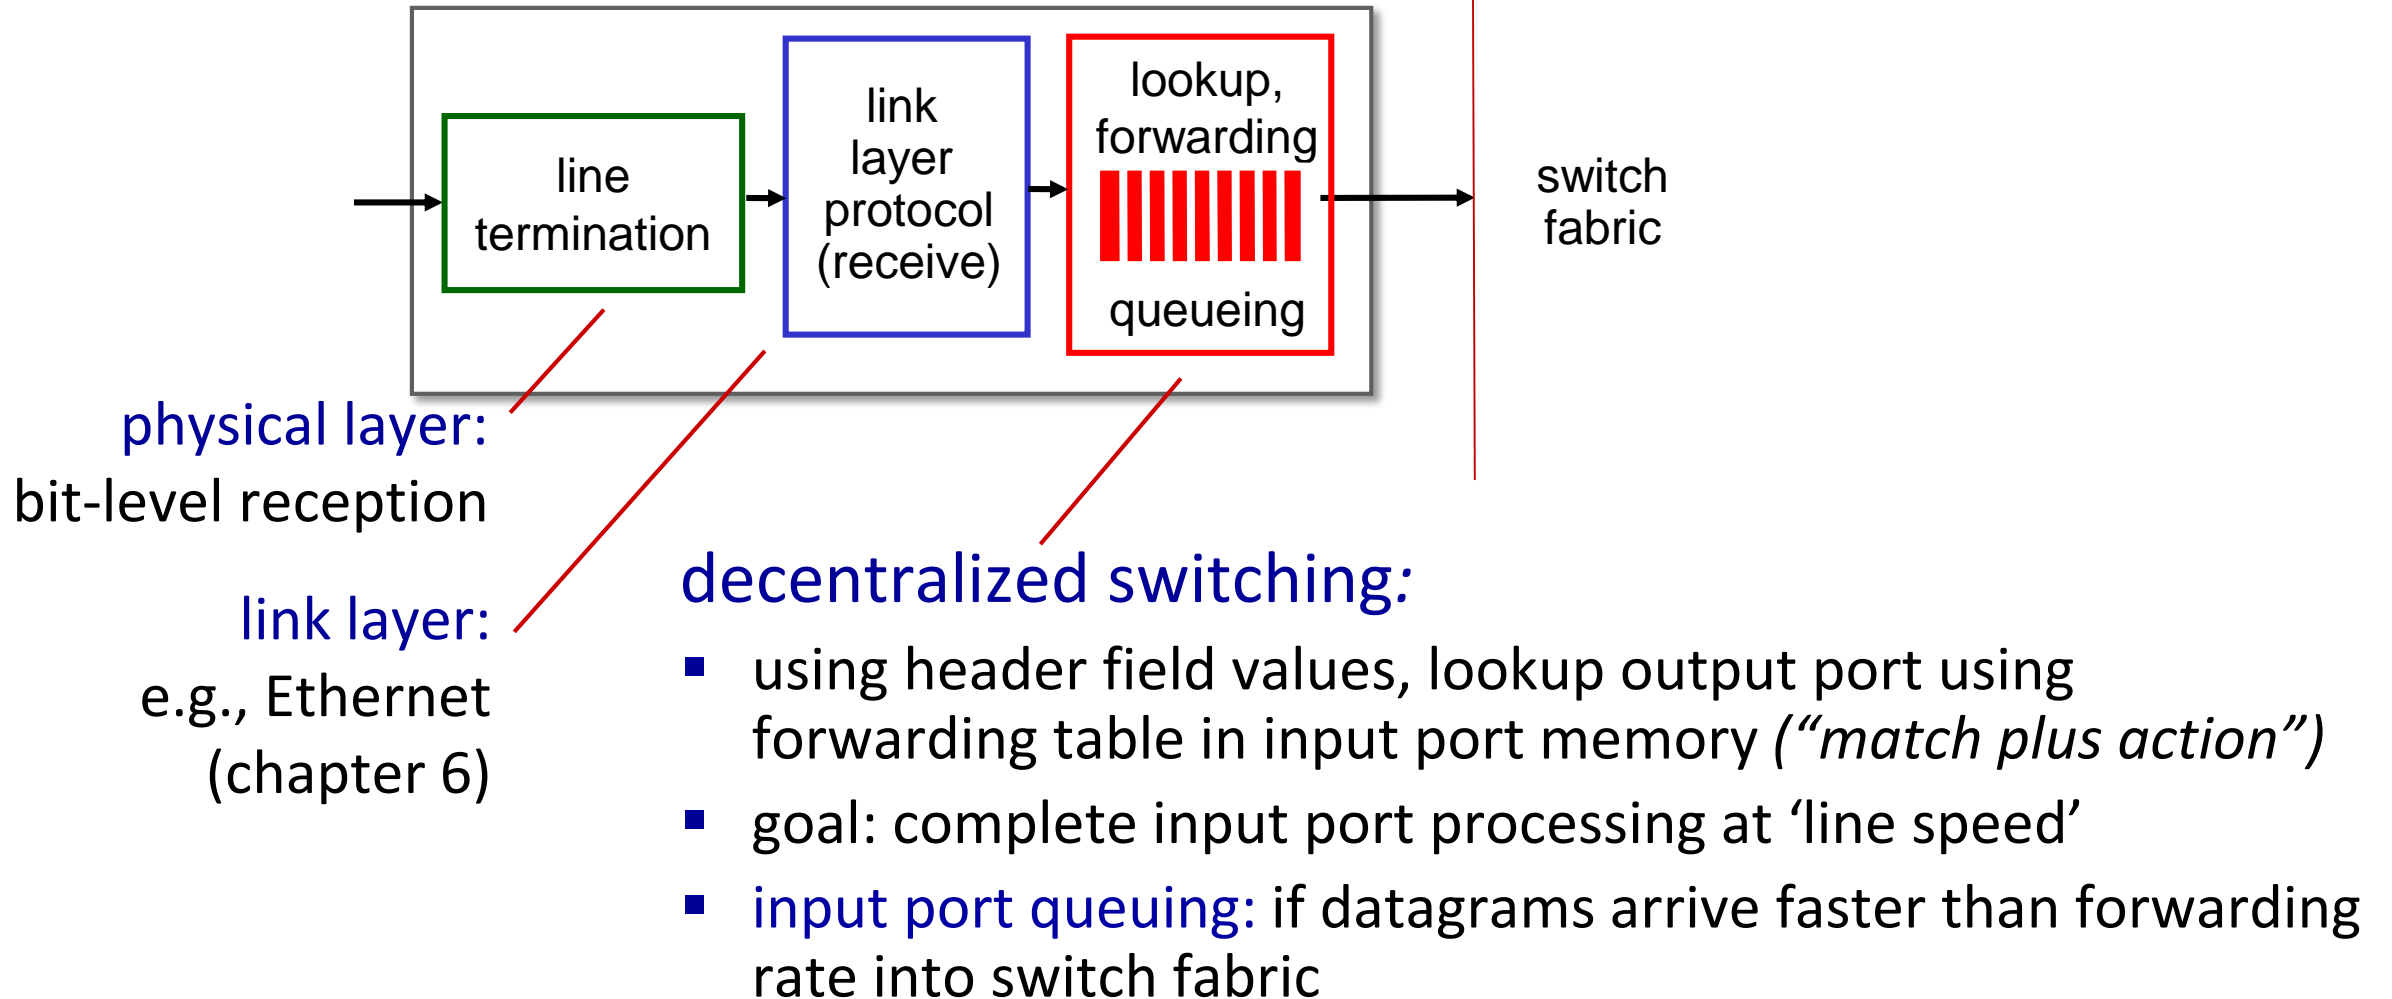 line
termination
link
layer
protocol
(receive)
lookup,
forwarding
queueing
switch
fabric
physical layer:
bit-level reception
link layer:
e.g., Ethernet
(chapter 6)
decentralized switching:
using header field values, lookup output port using
forwarding table in input port memory (“match plus action”)
goal: complete input port processing at ‘line speed’
input port queuing: if datagrams arrive faster than forwarding
rate into switch fabric